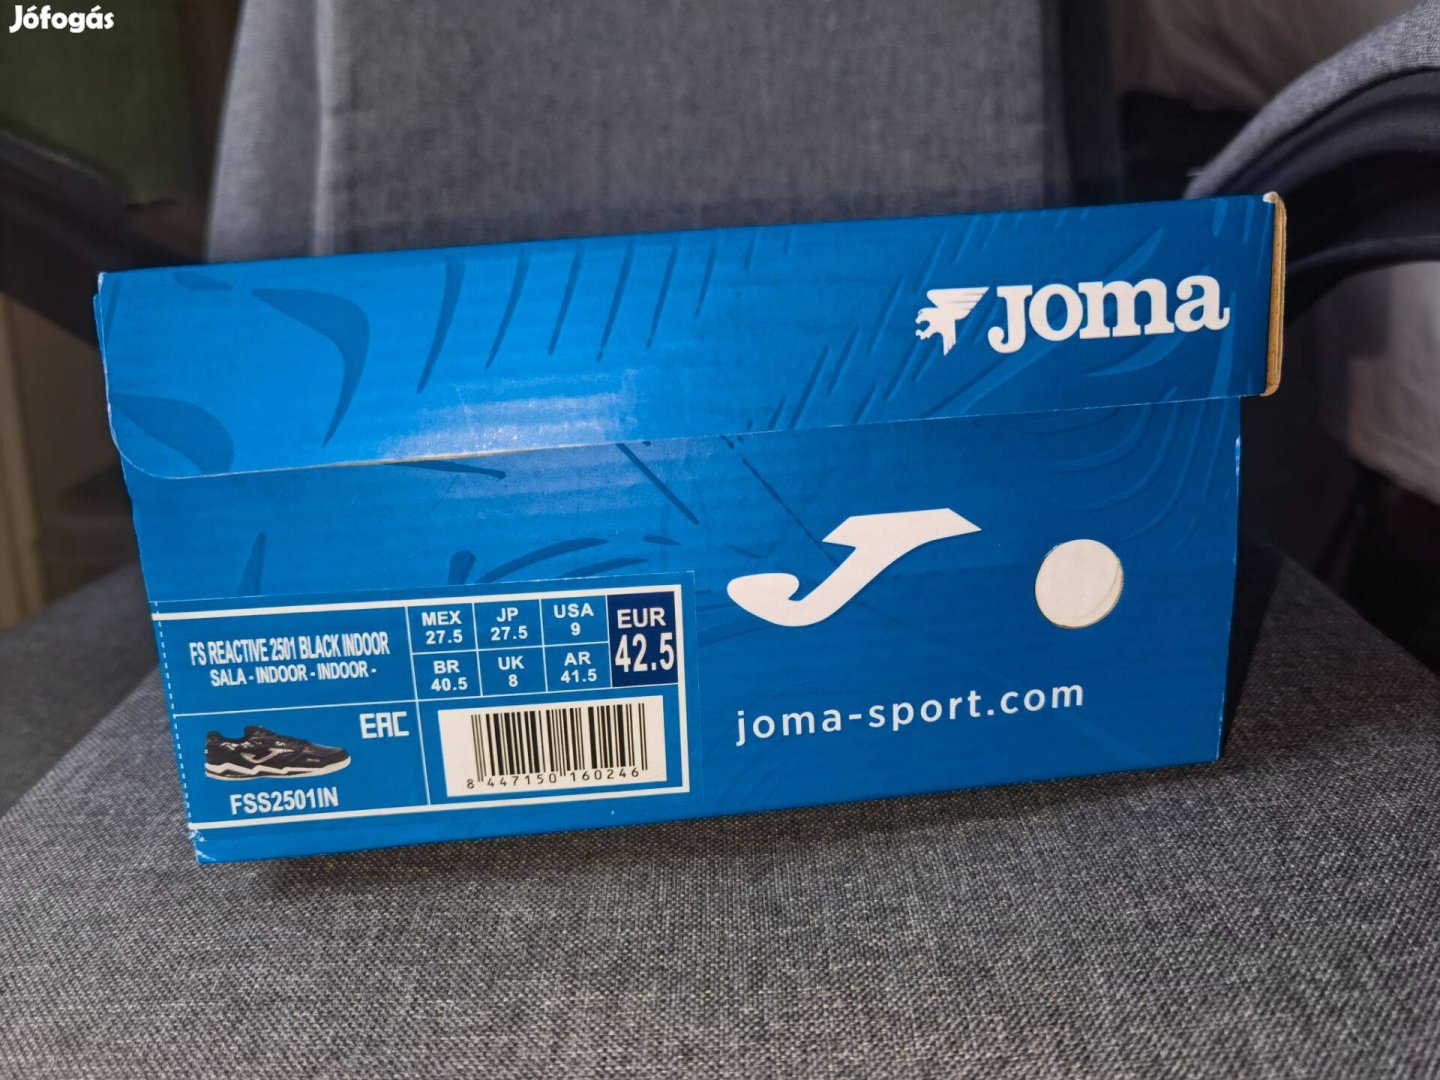 Jófogás
Joma
FS REACTIVE 2501 BLACK INDOOR
SALA - INDOOR - INDOOR -
MEX
27.5
JP
27.5
USA
9
EUR
42.5
BR
40.5
UK
8
AR
41.5
EAC
FSS2501IN
8 447150 160246
joma-sport.com